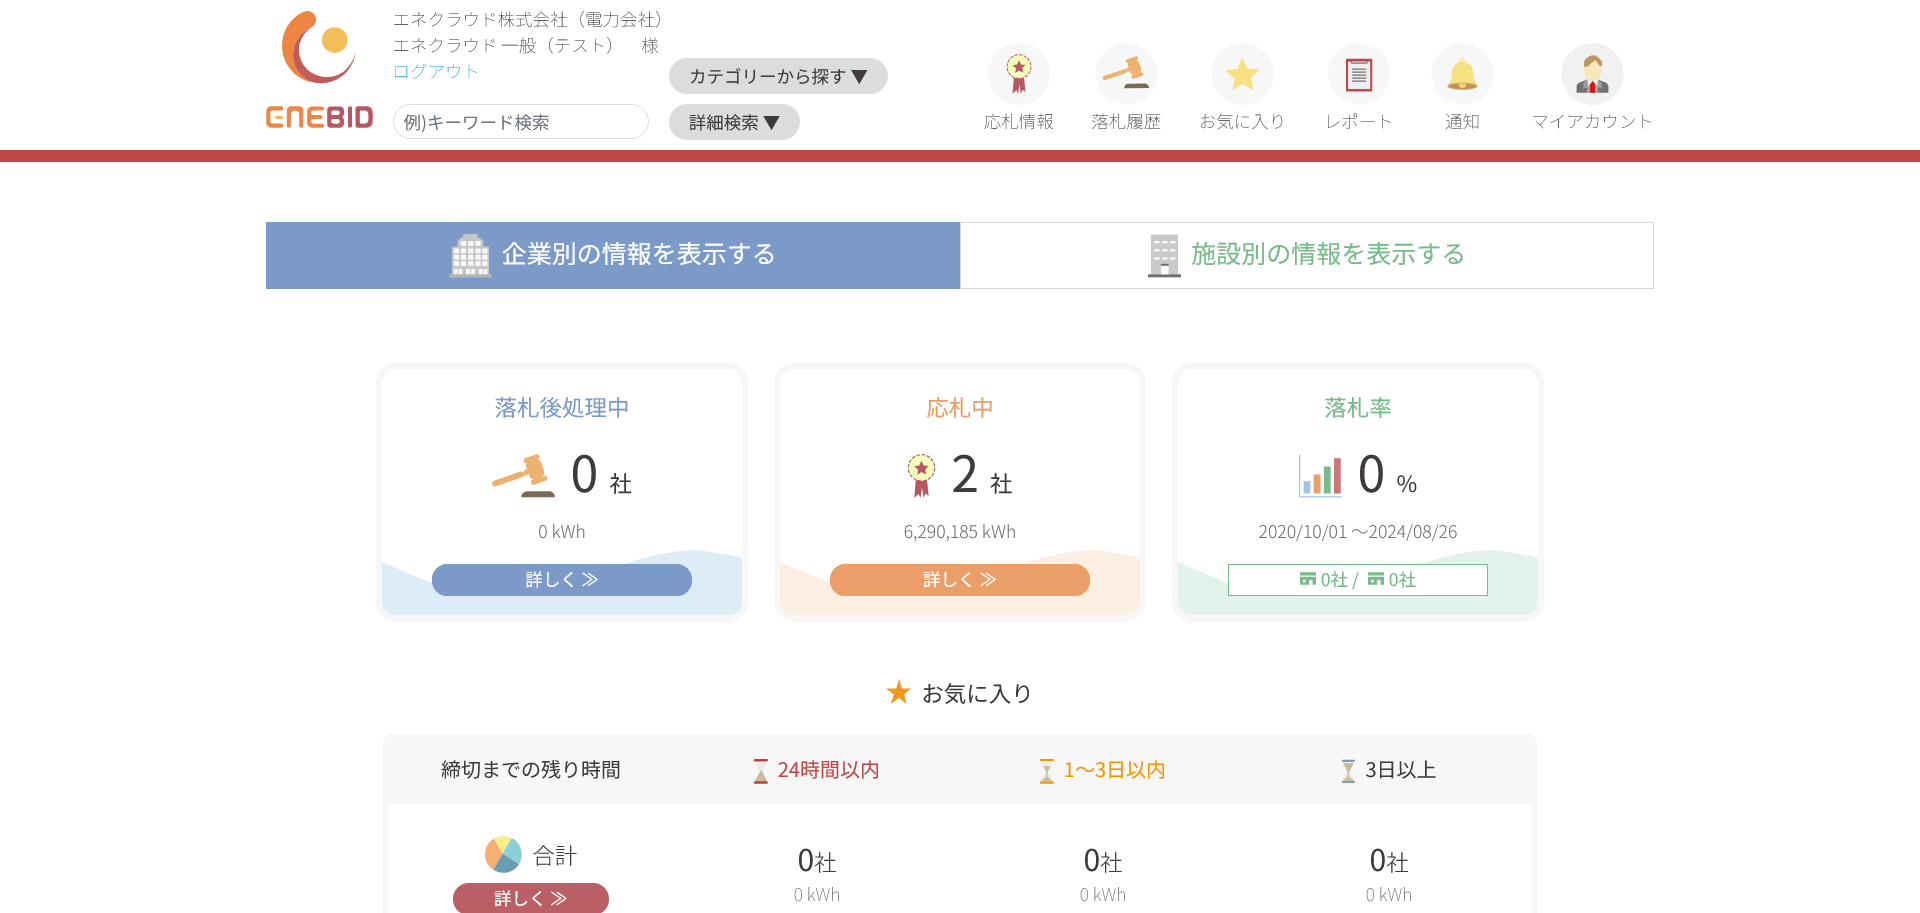 エネクラウド株式会社（電力会社）
エネクラウド 一般（テスト）　様
ログアウト
ENEBID
例)キーワード検索
カテゴリーから探す ▼
詳細検索 ▼
応札情報
落札履歴
お気に入り
レポート
通知
マイアカウント
企業別の情報を表示する
施設別の情報を表示する
落札後処理中
0 社
0 kWh
詳しく ≫
応札中
2 社
6,290,185 kWh
詳しく ≫
落札率
0 %
2020/10/01 〜2024/08/26
0社 / 0社
お気に入り
締切までの残り時間
24時間以内
1〜3日以内
3日以上
合計
詳しく ≫
0社
0 kWh
0社
0 kWh
0社
0 kWh